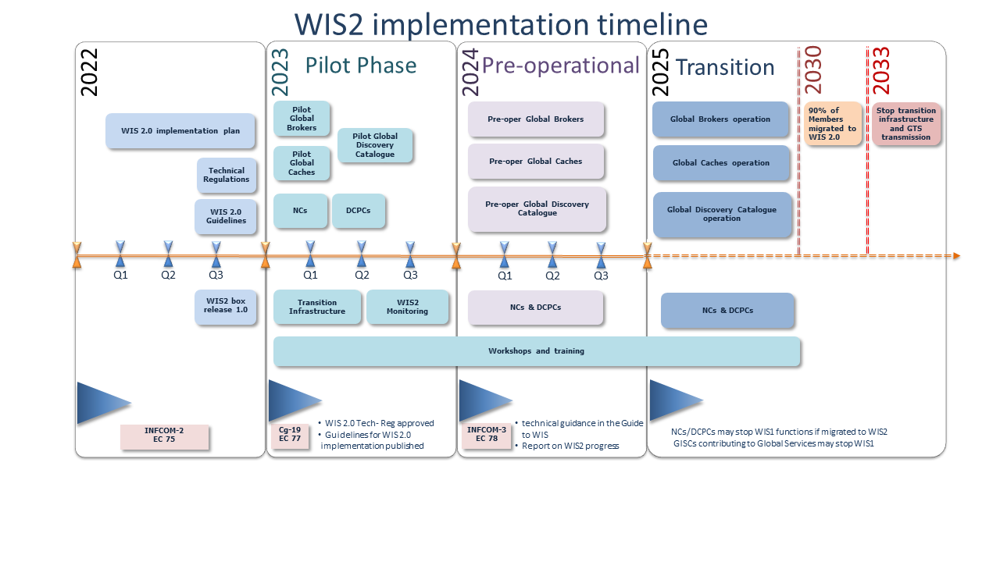 WIS2 implementation timeline
2022
WIS 2.0 implementation plan
Technical
Regulations
WIS 2.0
Guidelines
Q1
Q2
Q3
WIS2 box
release 1.0
INFCOM-2
EC 75
2023
Pilot Phase
Pilot
Global
Brokers
Pilot Global
Discovery
Catalogue
Pilot
Global
Caches
NCs
DCPCs
Q1
Q2
Q3
Transition
Infrastructure
WIS2
Monitoring
Workshops and training
Cg-19
EC 77
• WIS 2.0 Tech- Reg approved
• Guidelines for WIS 2.0
implementation published
2024
Pre-operational
Pre-oper Global Brokers
Pre-oper Global Caches
Pre-oper Global Discovery
Catalogue
Q1
Q2
Q3
NCs & DCPCs
INFCOM-3
EC 78
• technical guidance in the Guide
to WIS
• Report on WIS2 progress
2025
Transition
Global Brokers operation
Global Caches operation
Global Discovery Catalogue
operation
NCs & DCPCs
NCs/DCPCs may stop WIS1 functions if migrated to WIS2
GISCs contributing to Global Services may stop WIS1
2030
90% of
Members
migrated to
WIS 2.0
2033
Stop transition
infrastructure
and GTS
transmission